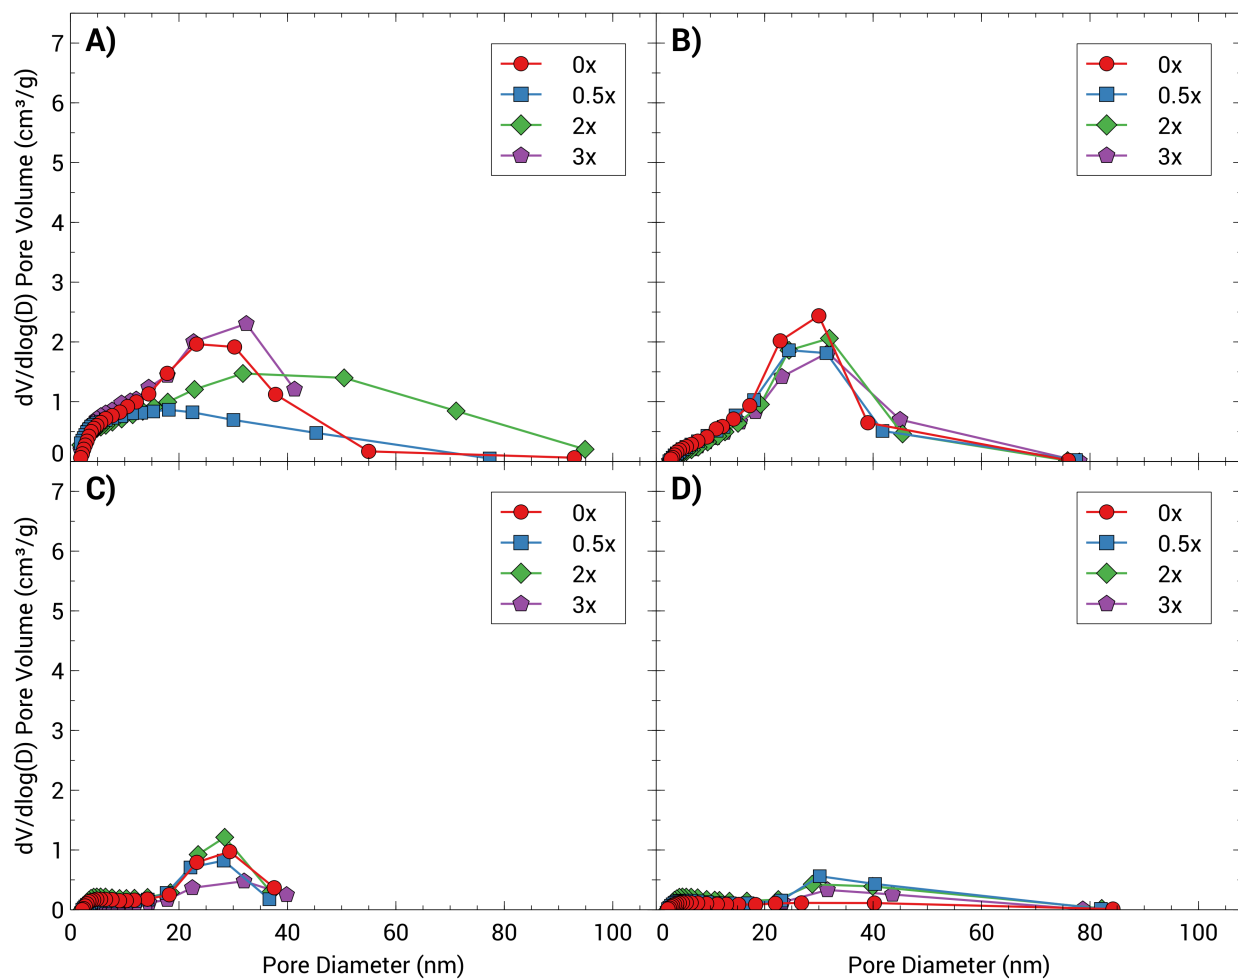 A)
B)
7
6
5
4
3
2
1
0
dV/dlog(D) Pore Volume (cm³/g)
0x
0.5x
2x
3x
0x
0.5x
2x
3x
C)
D)
7
6
5
4
3
2
1
0
dV/dlog(D) Pore Volume (cm³/g)
0x
0.5x
2x
3x
0x
0.5x
2x
3x
0 20 40 60 80 100
0 20 40 60 80 100
Pore Diameter (nm)
Pore Diameter (nm)